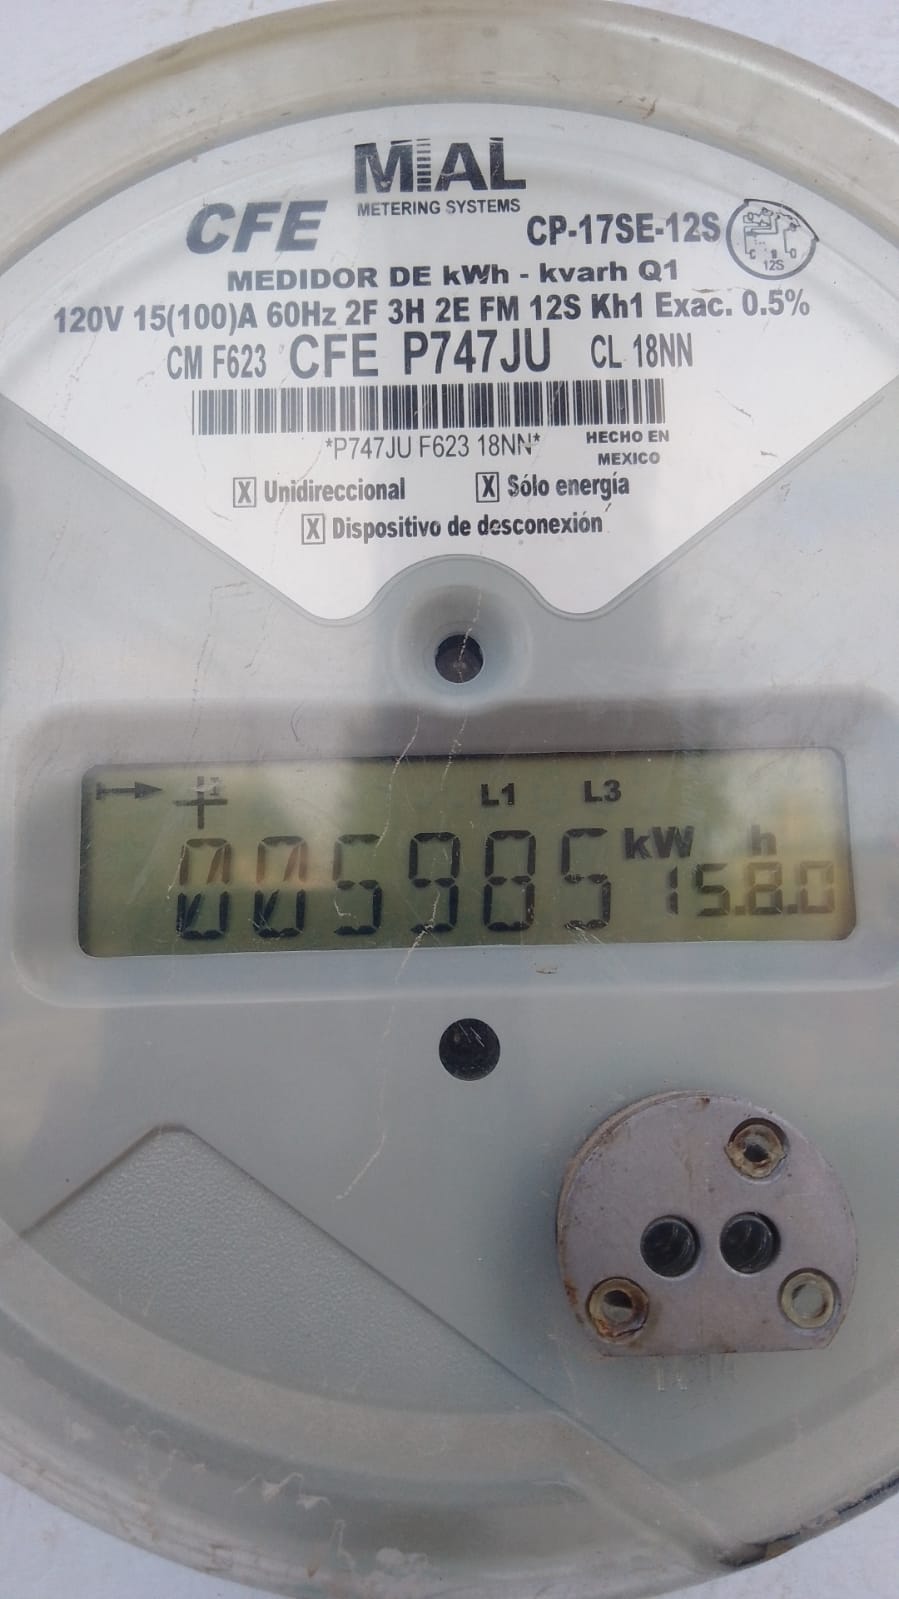 MIAL
METERING SYSTEMS
CFE
CP-17SE-12S
12S
MEDIDOR DE kWh - kvarh Q1
120V 15(100)A 60Hz 2F 3H 2E FM 12S Kh1 Exac. 0.5%
CM F623 CFE P747JU CL 18NN
*P747JU F623 18NN*
HECHO EN
MEXICO
X Unidireccional X Sólo energía
X Dispositivo de desconexión
L1 L3
005985 kW h
15.8.0